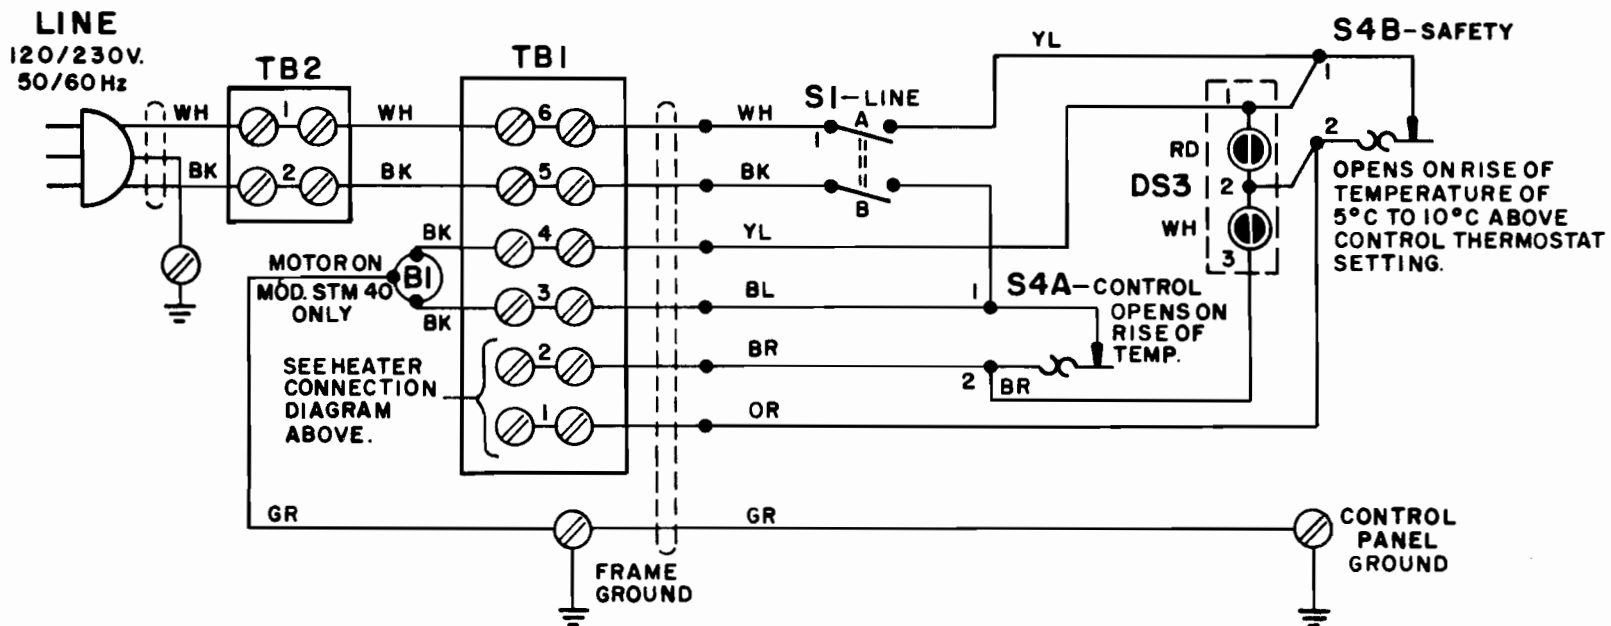 LINE
120/230V.
50/60 Hz
TB2
TB1
WH
1
WH
6
WH
S1-LINE
A
1
YL
S4B-SAFETY
1
BK
2
BK
5
BK
B
1
RD
DS3
2
WH
3
2
OPENS ON RISE OF
TEMPERATURE OF
5°C TO 10°C ABOVE
CONTROL THERMOSTAT
SETTING.
BK
4
YL
MOTOR ON
MOD. STM 40
ONLY
B1
BK
3
BL
1
S4A-CONTROL
OPENS ON
RISE OF
TEMP.
SEE HEATER
CONNECTION
DIAGRAM
ABOVE.
2
BR
2
BR
1
OR
GR
GR
FRAME
GROUND
CONTROL
PANEL
GROUND